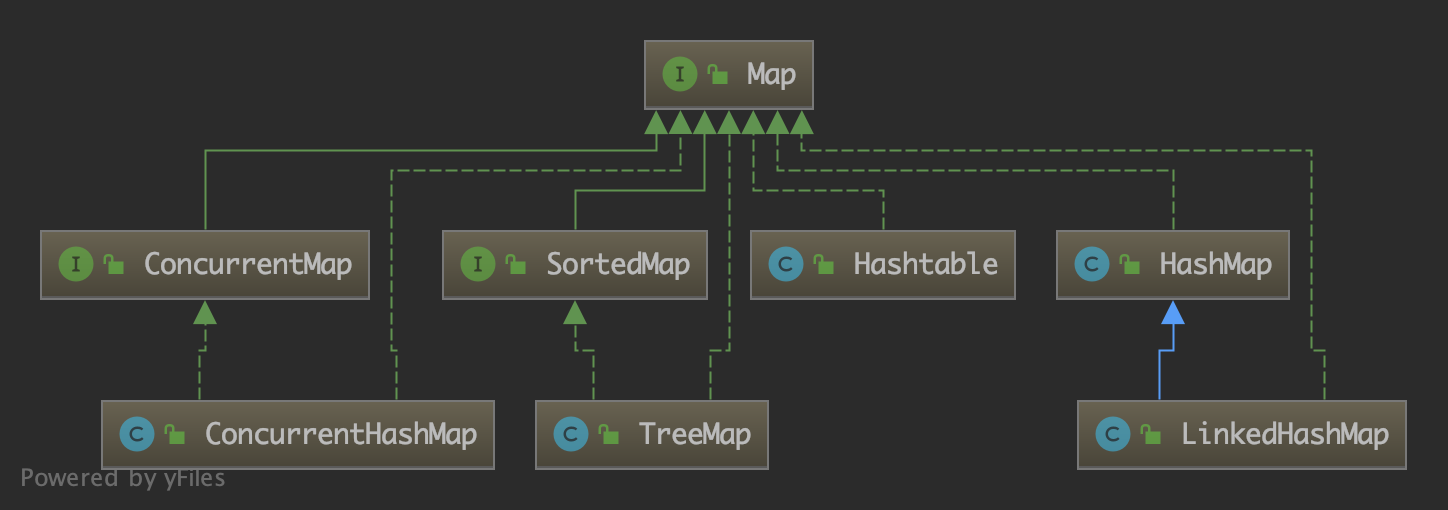 I Map
I ConcurrentMap
I SortedMap
C Hashtable
C HashMap
C ConcurrentHashMap
C TreeMap
C LinkedHashMap
Powered by yFiles